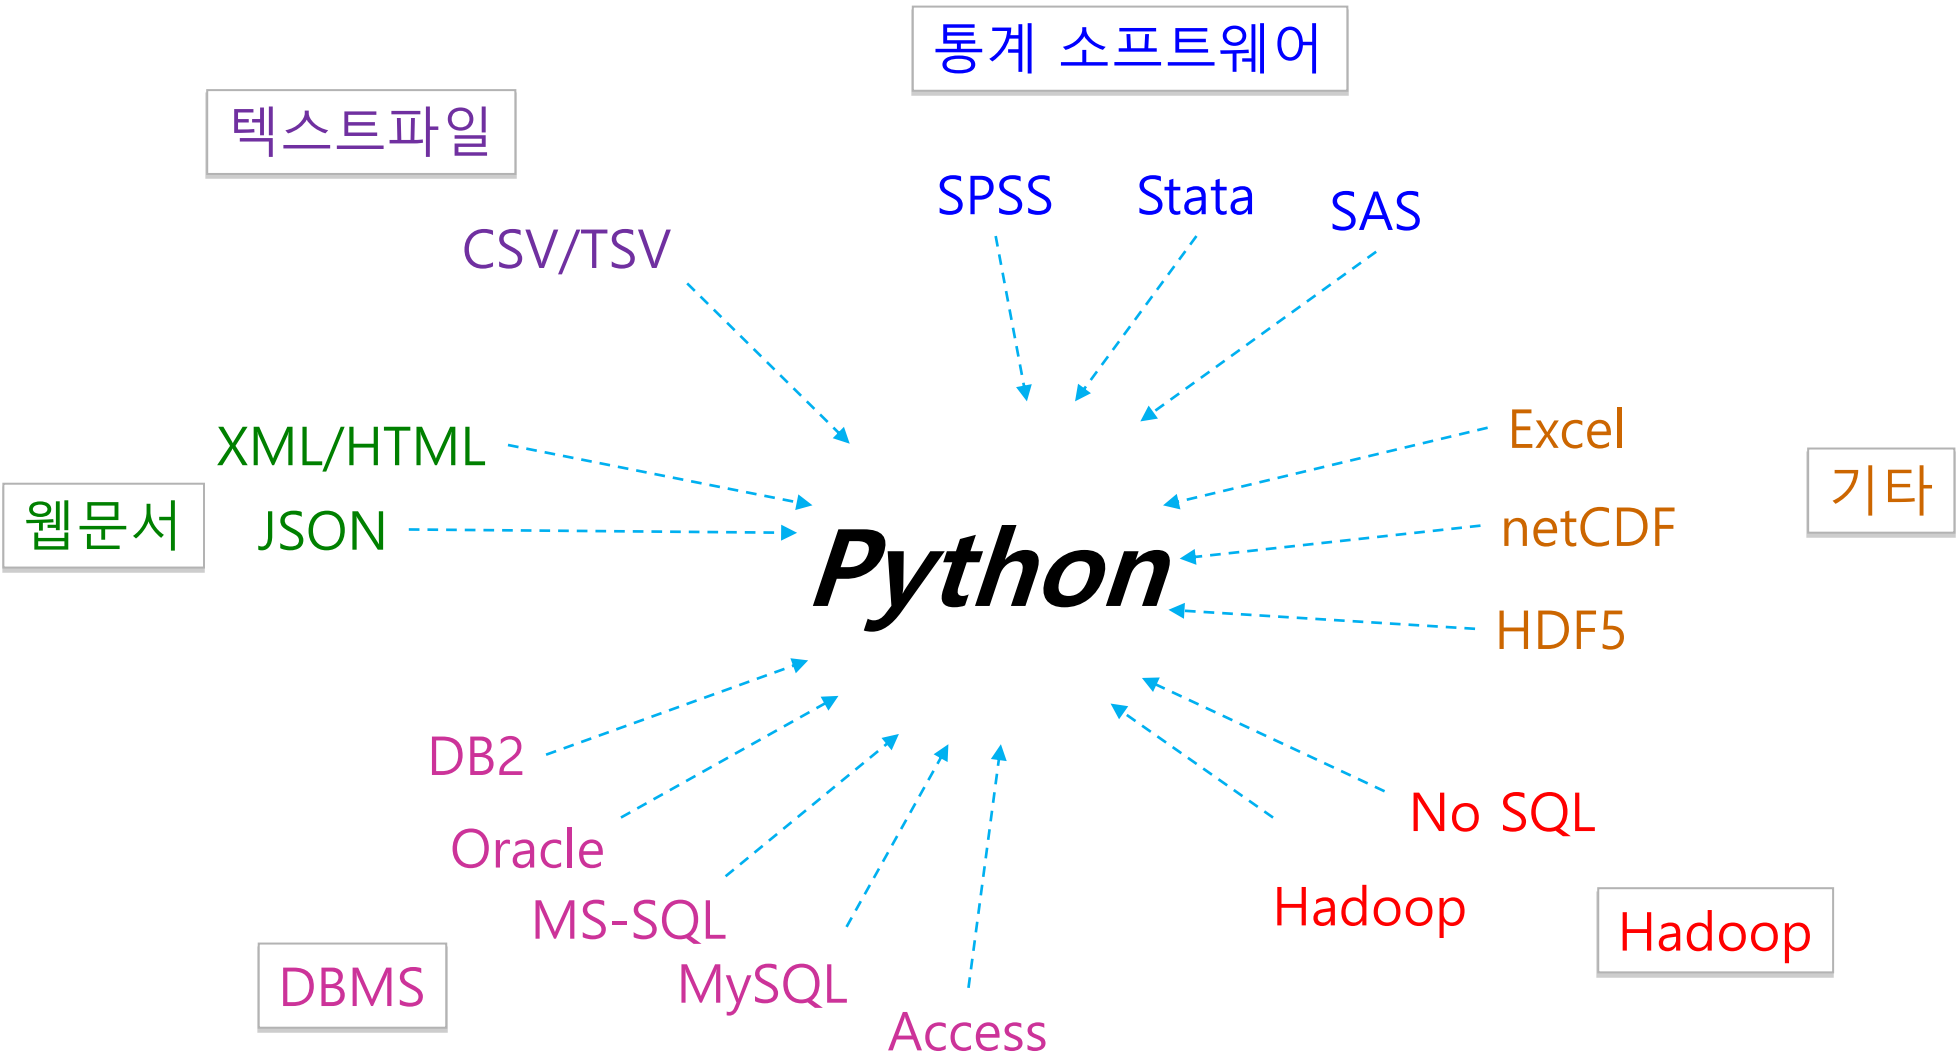 통계 소프트웨어
텍스트파일
SPSS
Stata
SAS
CSV/TSV
XML/HTML
Excel
기타
웹문서
JSON
netCDF
Python
HDF5
DB2
No SQL
Oracle
MS-SQL
Hadoop
Hadoop
DBMS
MySQL
Access